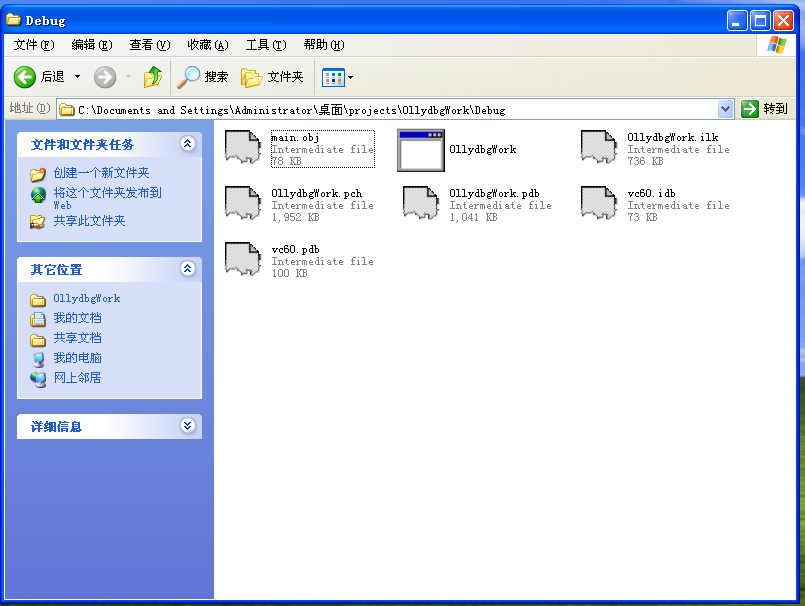 Debug
文件(F) 编辑(E) 查看(V) 收藏(A) 工具(T) 帮助(H)
后退 搜索 文件夹
地址(D) C:\Documents and Settings\Administrator\桌面\projects\OllydbgWork\Debug 转到
文件和文件夹任务
创建一个新文件夹
将这个文件夹发布到
Web
共享此文件夹
其它位置
OllydbgWork
我的文档
共享文档
我的电脑
网上邻居
详细信息
main.obj
Intermediate file
78 KB
OllydbgWork
OllydbgWork.ilk
Intermediate file
736 KB
OllydbgWork.pch
Intermediate file
1,952 KB
OllydbgWork.pdb
Intermediate file
1,041 KB
vc60.idb
Intermediate file
73 KB
vc60.pdb
Intermediate file
100 KB